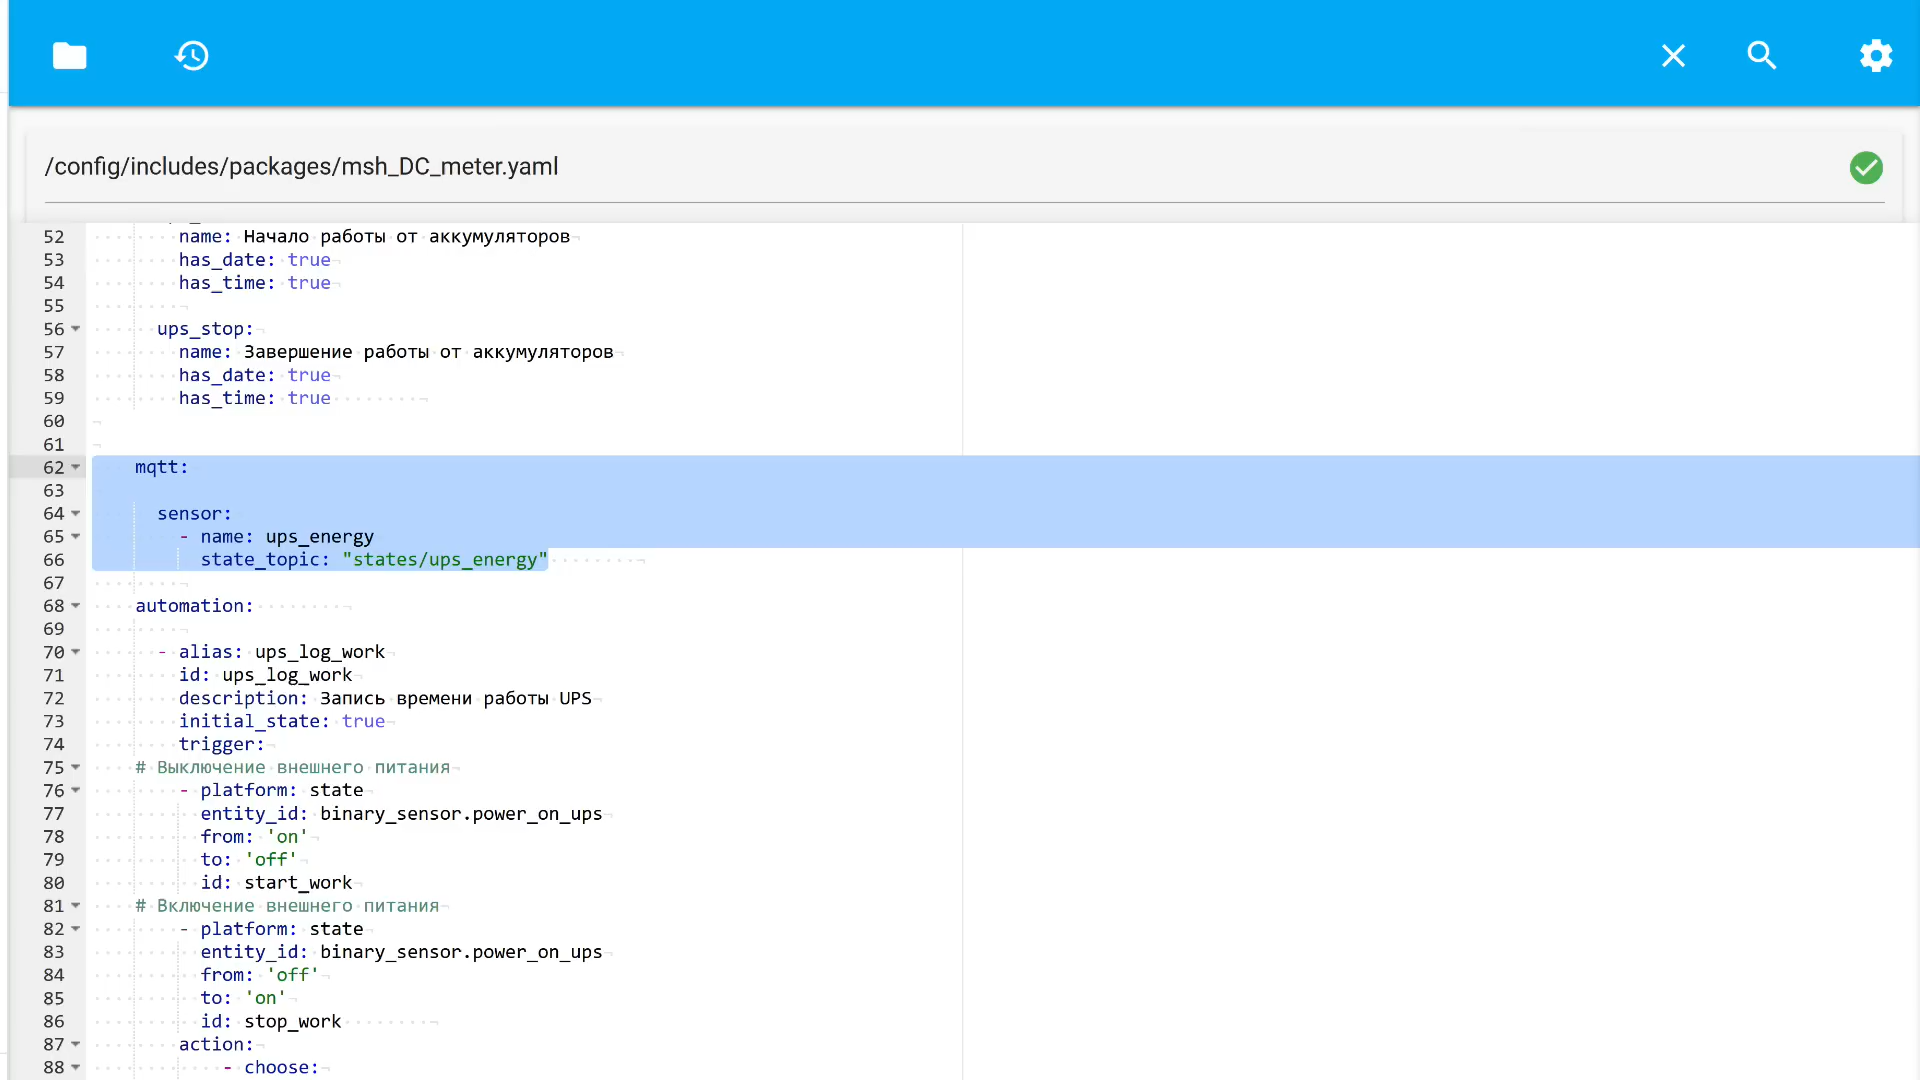 /config/includes/packages/msh_DC_meter.yaml
52 name: Начало работы от аккумуляторов
53 has_date: true
54 has_time: true
55
56 ups_stop:
57 name: Завершение работы от аккумуляторов
58 has_date: true
59 has_time: true
60
61
62 mqtt:
63
64 sensor:
65 - name: ups_energy
66 state_topic: "states/ups_energy"
67
68 automation:
69
70 - alias: ups_log_work
71 id: ups_log_work
72 description: Запись времени работы UPS
73 initial_state: true
74 trigger:
75 # Выключение внешнего питания
76 - platform: state
77 entity_id: binary_sensor.power_on_ups
78 from: 'on'
79 to: 'off'
80 id: start_work
81 # Включение внешнего питания
82 - platform: state
83 entity_id: binary_sensor.power_on_ups
84 from: 'off'
85 to: 'on'
86 id: stop_work
87 action:
88 - choose: